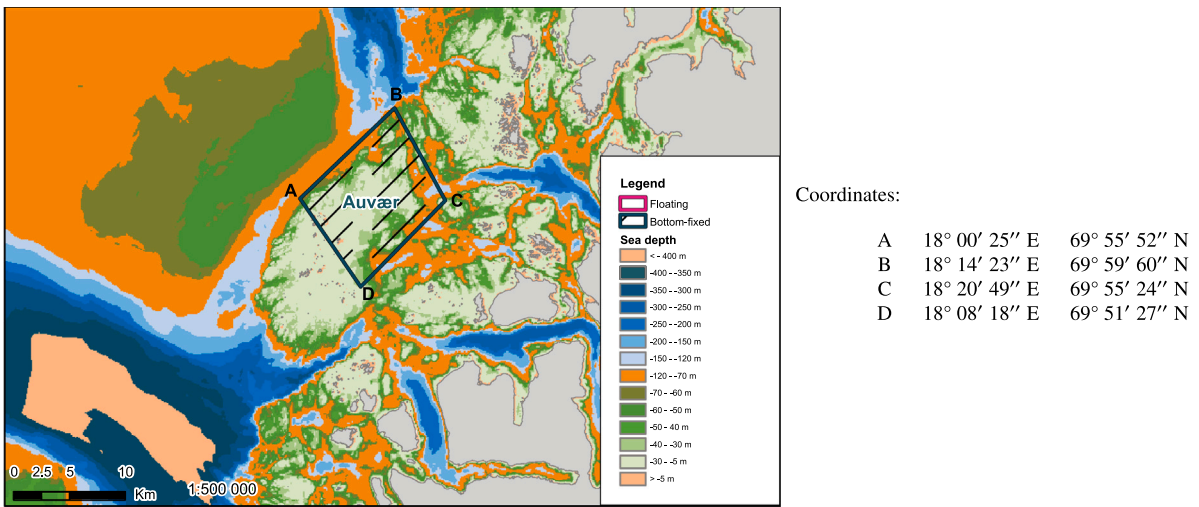 B
A
Auvær
C
D
0 2.5 5 10
Km
1:500 000
Legend
Floating
Bottom-fixed
Sea depth
< - 400 m
-400 - -350 m
-350 - -300 m
-300 - -250 m
-250 - -200 m
-200 - -150 m
-150 - -120 m
-120 - -70 m
-70 - -60 m
-60 - -50 m
-50 - 40 m
-40 - -30 m
-30 - -5 m
> -5 m
Coordinates:
A 18° 00′ 25′′ E 69° 55′ 52′′ N
B 18° 14′ 23′′ E 69° 59′ 60′′ N
C 18° 20′ 49′′ E 69° 55′ 24′′ N
D 18° 08′ 18′′ E 69° 51′ 27′′ N